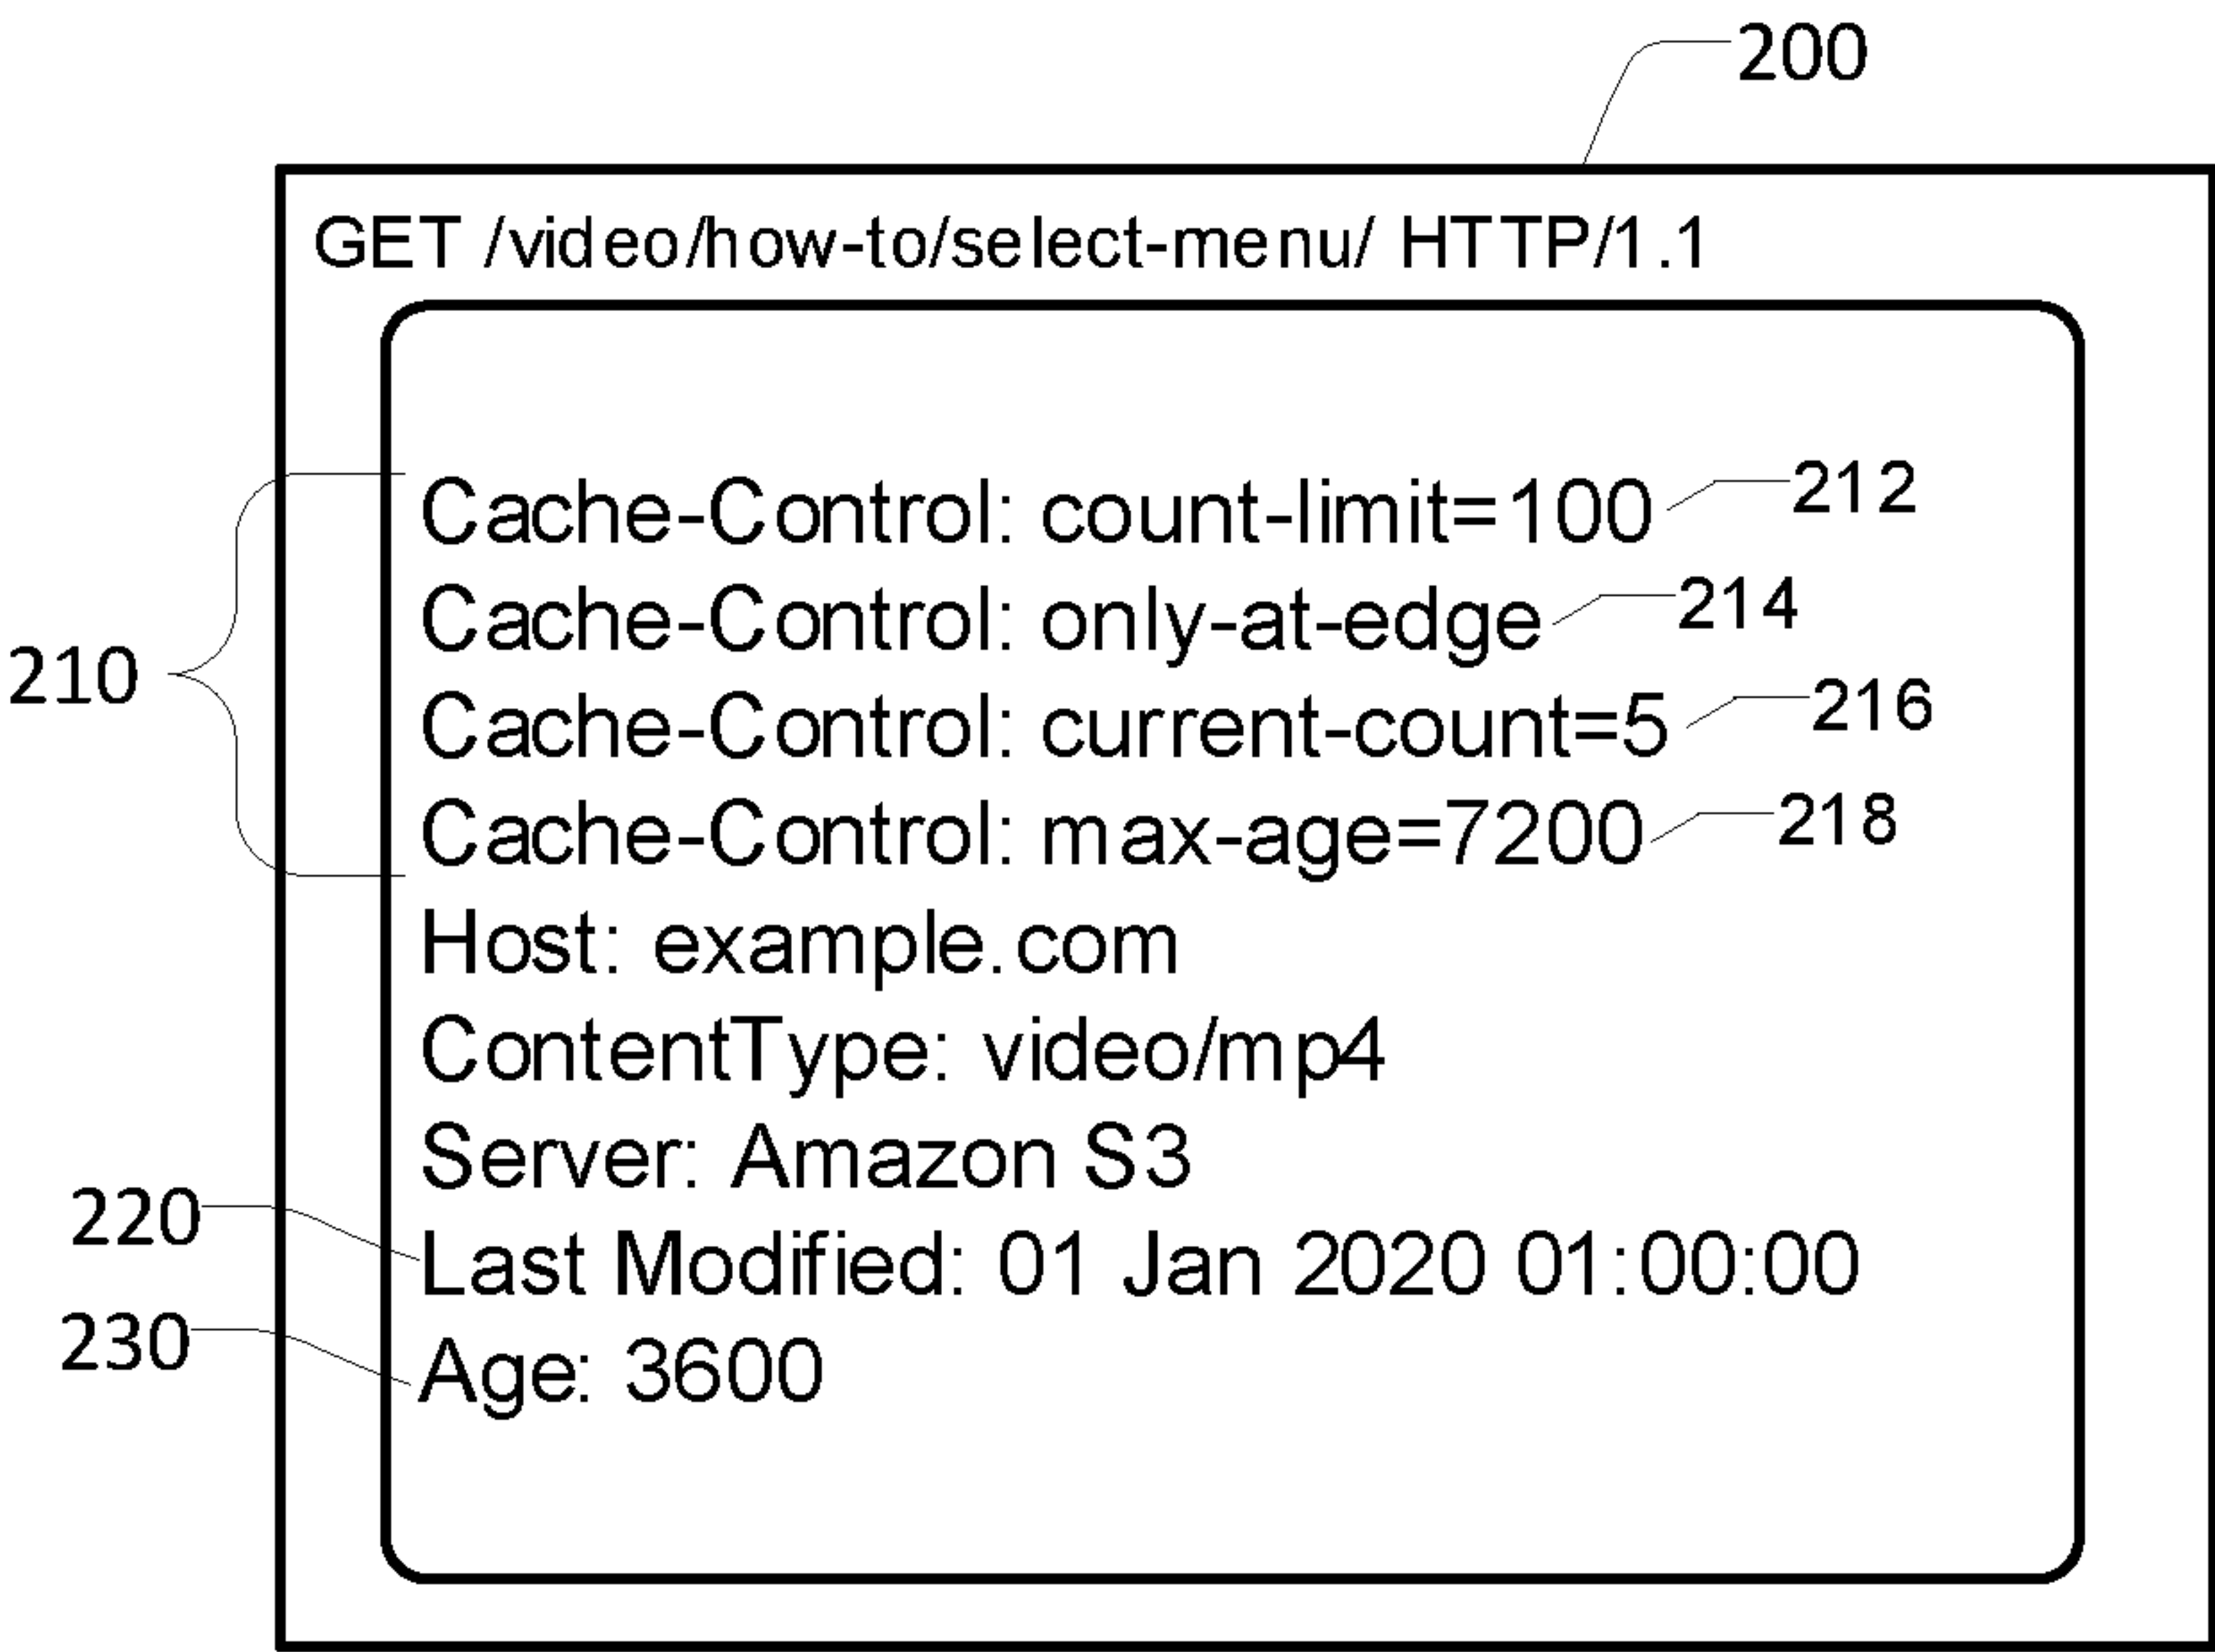 200
GET /video/how-to/select-menu/ HTTP/1.1
Cache-Control: count-limit=100 212
Cache-Control: only-at-edge 214
210
Cache-Control: current-count=5 216
Cache-Control: max-age=7200 218
Host: example.com
ContentType: video/mp4
Server: Amazon S3
220 Last Modified: 01 Jan 2020 01:00:00
230 Age: 3600